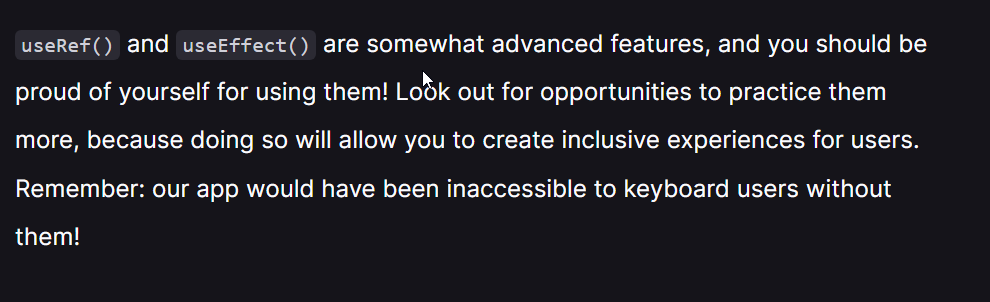 useRef() and useEffect() are somewhat advanced features, and you should be
proud of yourself for using them! Look out for opportunities to practice them
more, because doing so will allow you to create inclusive experiences for users.
Remember: our app would have been inaccessible to keyboard users without
them!